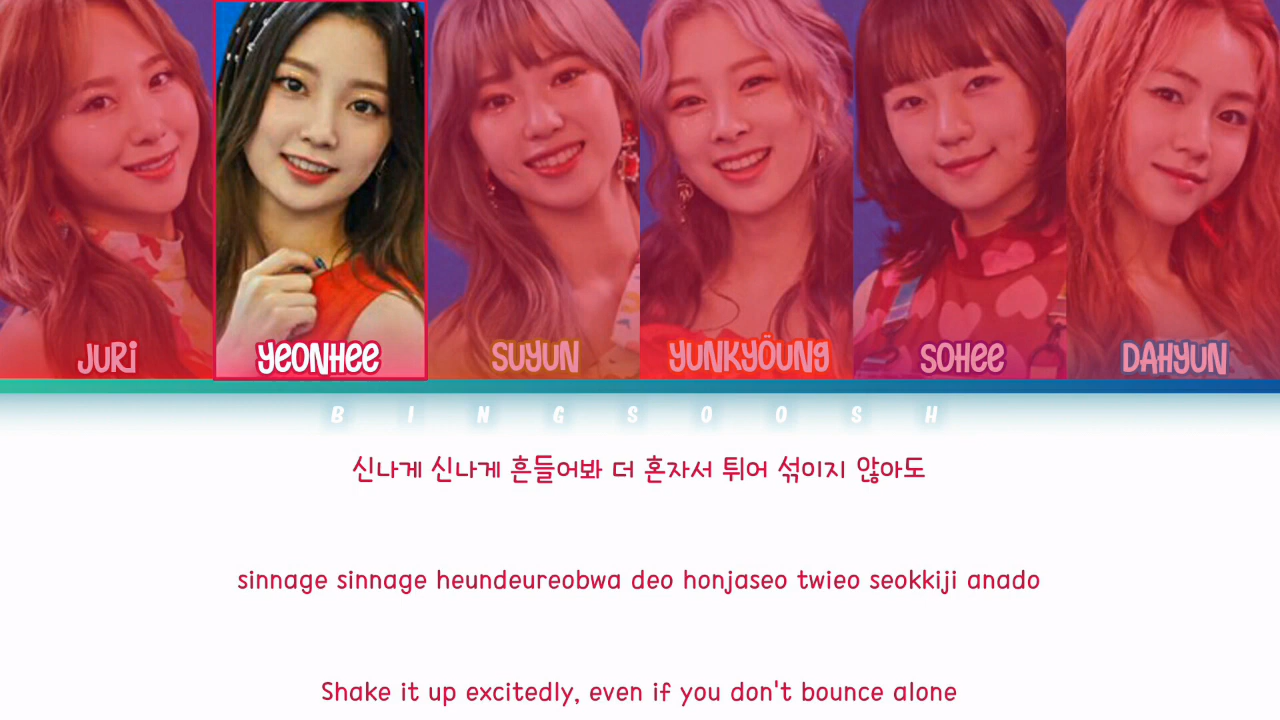 JURi YEONHEE SUYUN YUNKYŌUNG SOHEE DAHYUN
BINGSOOSH
신나게 신나게 흔들어봐 더 혼자서 튀어 섞이지 않아도
sinnage sinnage heundeureobwa deo honjaseo twieo seokkiji anado
Shake it up excitedly, even if you don't bounce alone